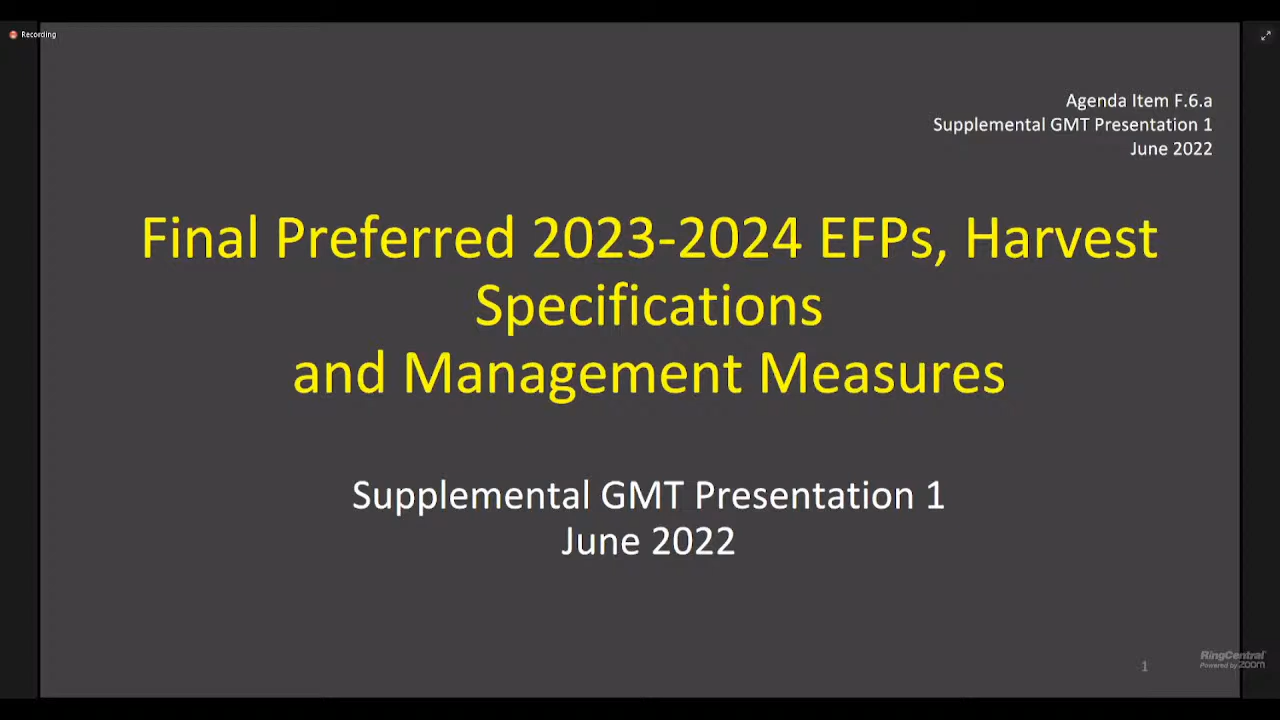 Recording
Agenda Item F.6.a
Supplemental GMT Presentation 1
June 2022
Final Preferred 2023-2024 EFPs, Harvest
Specifications
and Management Measures
Supplemental GMT Presentation 1
June 2022
1
RingCentral
Powered by zoom